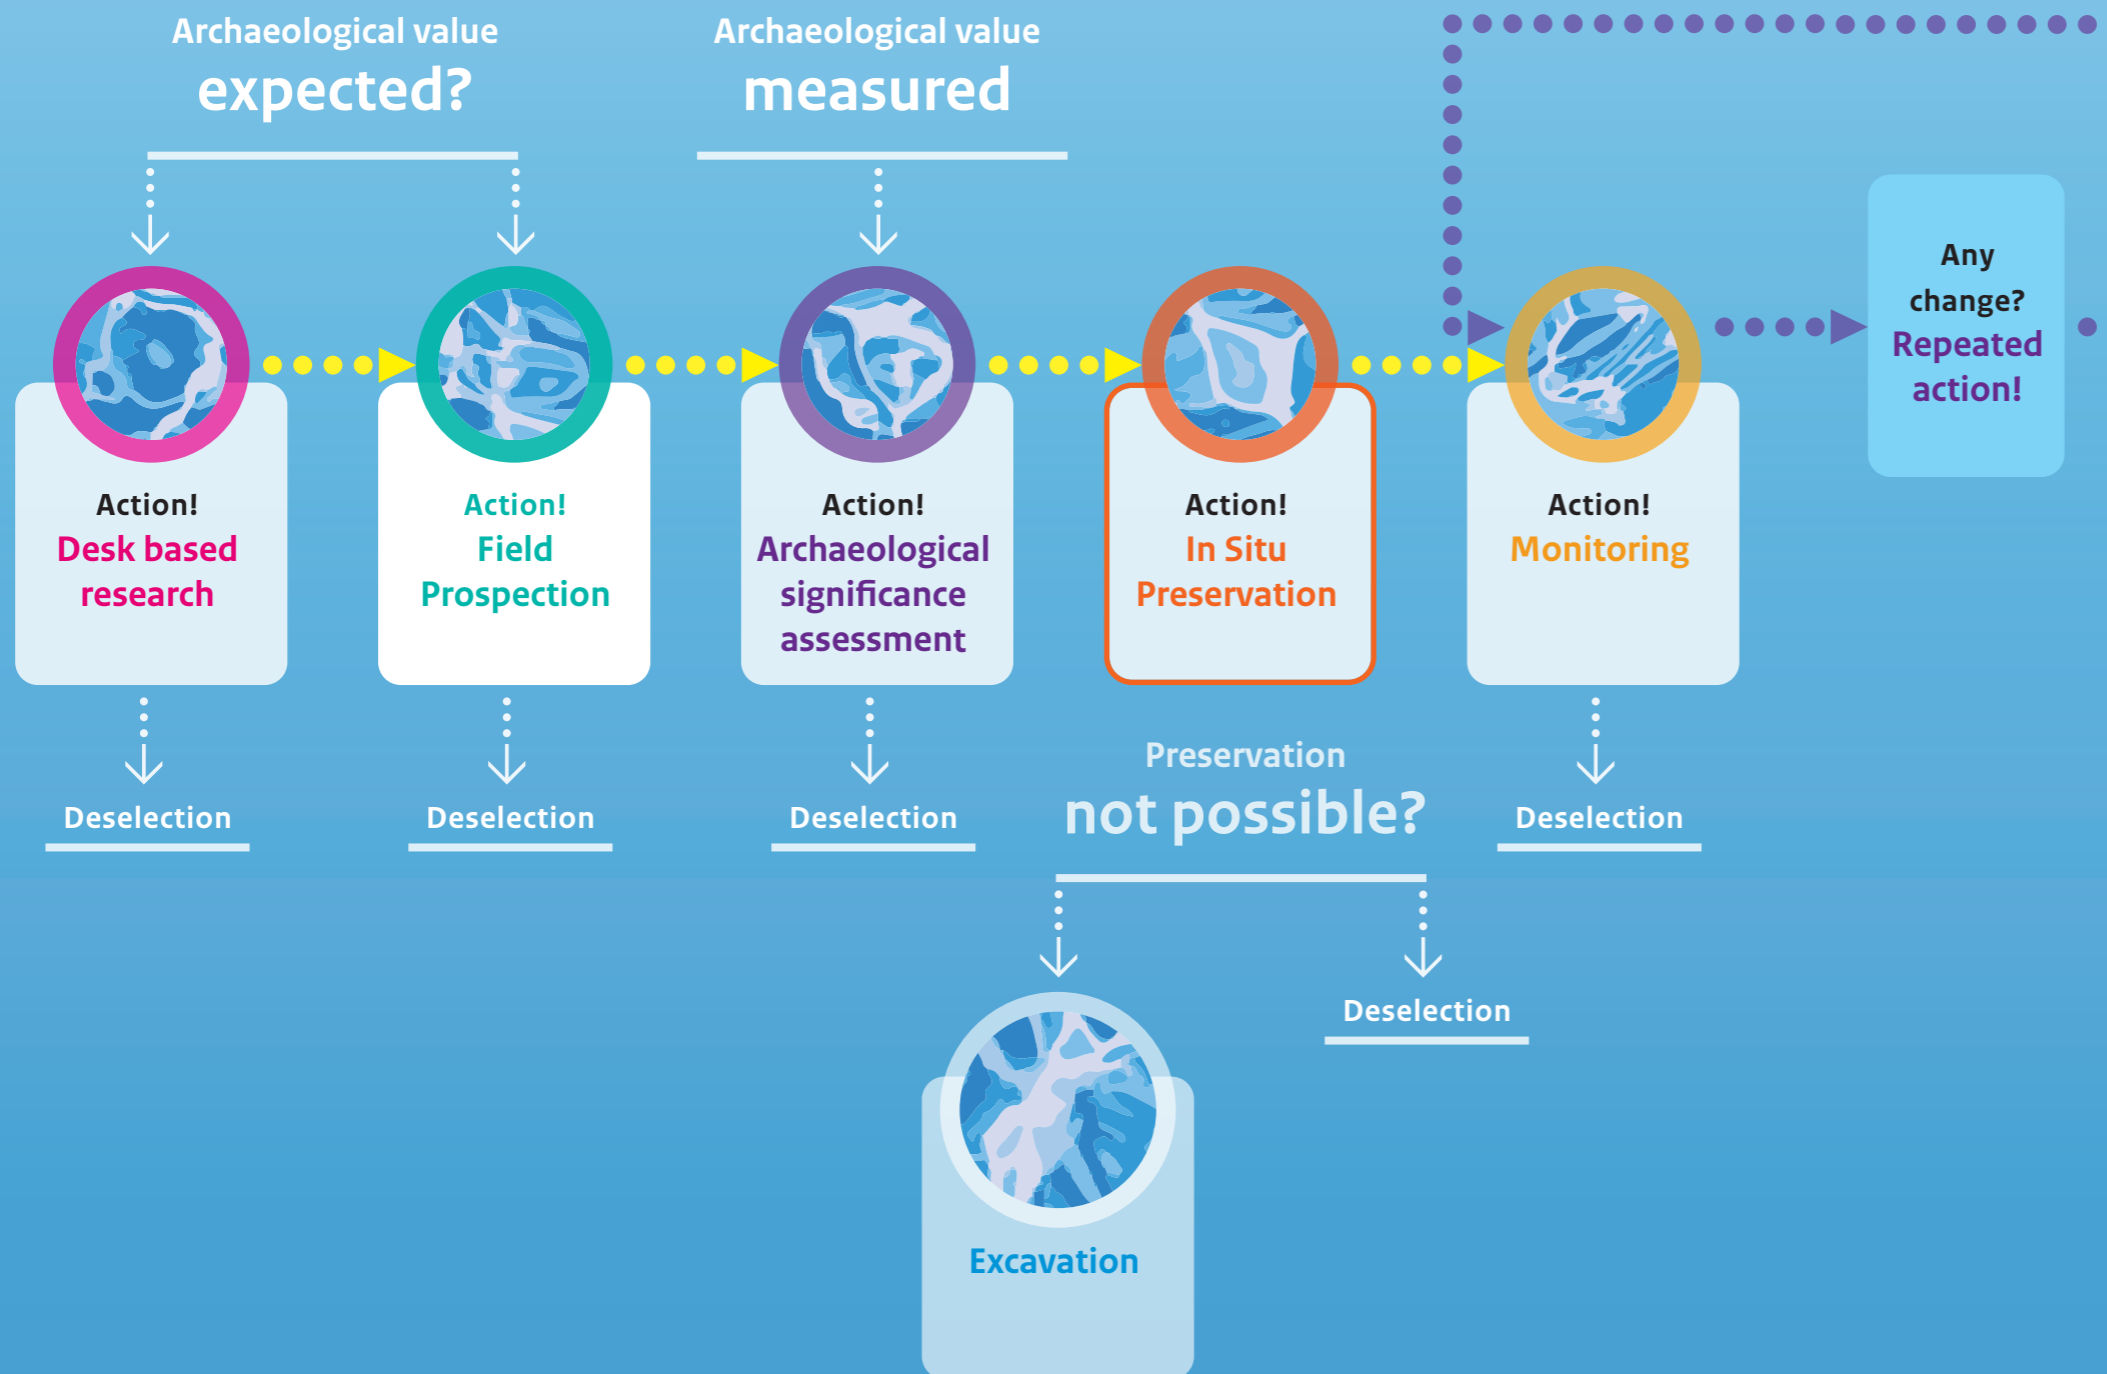 Archaeological value
expected?
Archaeological value
measured
Any
change?
Repeated
action!
Action!
Desk based
research
Action!
Field
Prospection
Action!
Archaeological
significance
assessment
Action!
In Situ
Preservation
Action!
Monitoring
Deselection
Deselection
Deselection
Preservation
not possible?
Deselection
Deselection
Excavation